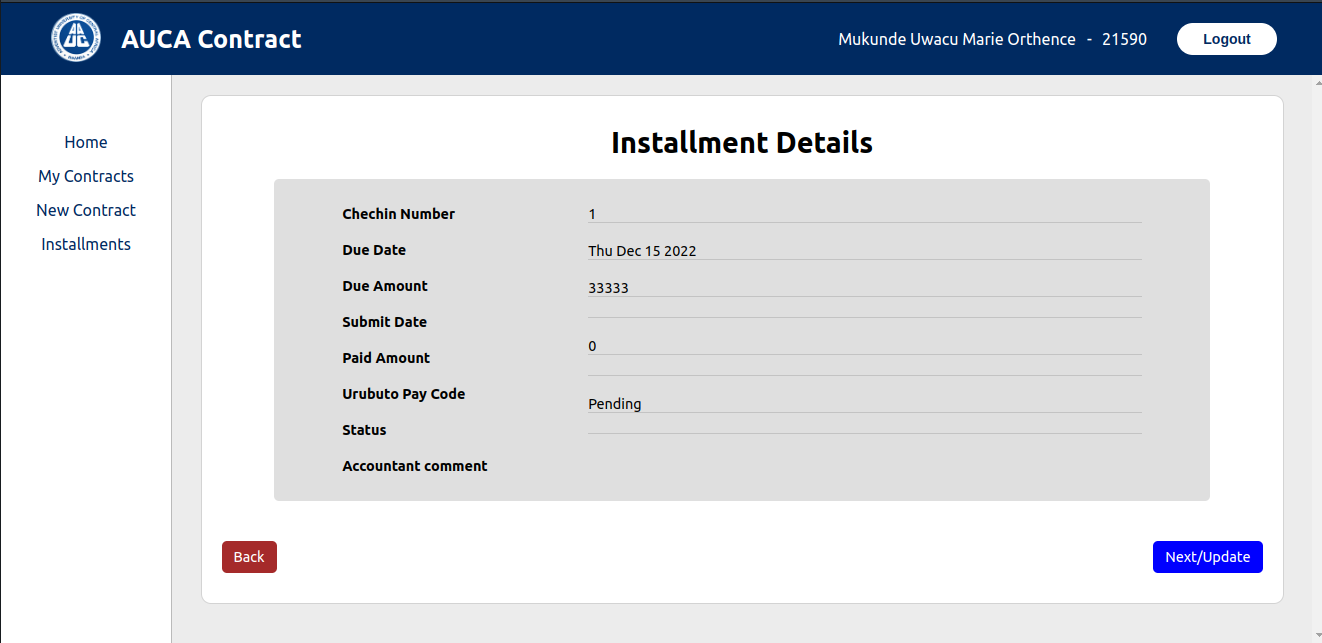 AUCA Contract
Mukunde Uwacu Marie Orthence - 21590
Logout
Home
My Contracts
New Contract
Installments
Installment Details
Chechin Number 1
Due Date Thu Dec 15 2022
Due Amount 33333
Submit Date
Paid Amount 0
Urubuto Pay Code
Status Pending
Accountant comment
Back
Next/Update